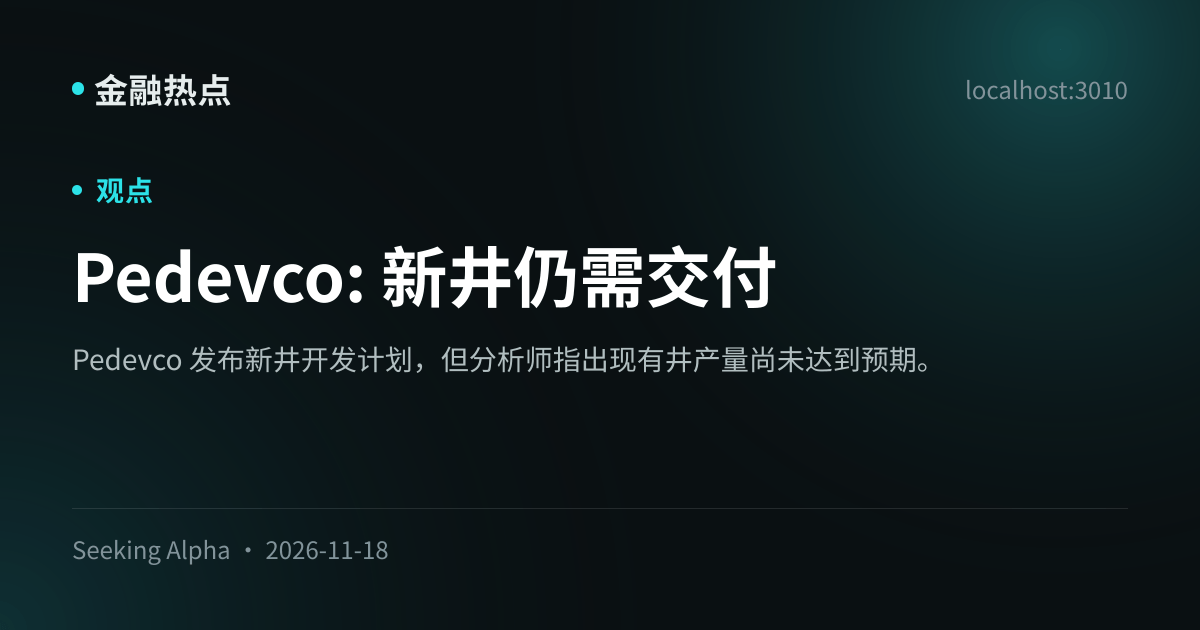 金融热点
localhost:3010
观点
Pedevco: 新井仍需交付
Pedevco 发布新井开发计划，但分析师指出现有井产量尚未达到预期。
Seeking Alpha · 2026-11-18